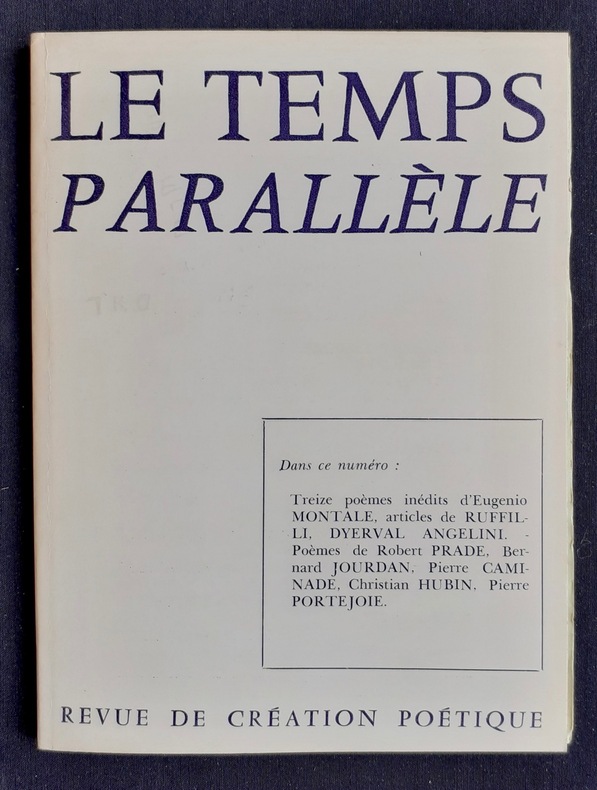 LE TEMPS
PARALLÈLE
Dans ce numéro :
Treize poèmes inédits d'Eugenio
MONTALE, articles de RUFFIL-
LI, DYERVAL ANGELINI. -
Poèmes de Robert PRADE, Ber-
nard JOURDAN, Pierre CAMI-
NADE, Christian HUBIN, Pierre
PORTEJOIE.
REVUE DE CRÉATION POÉTIQUE